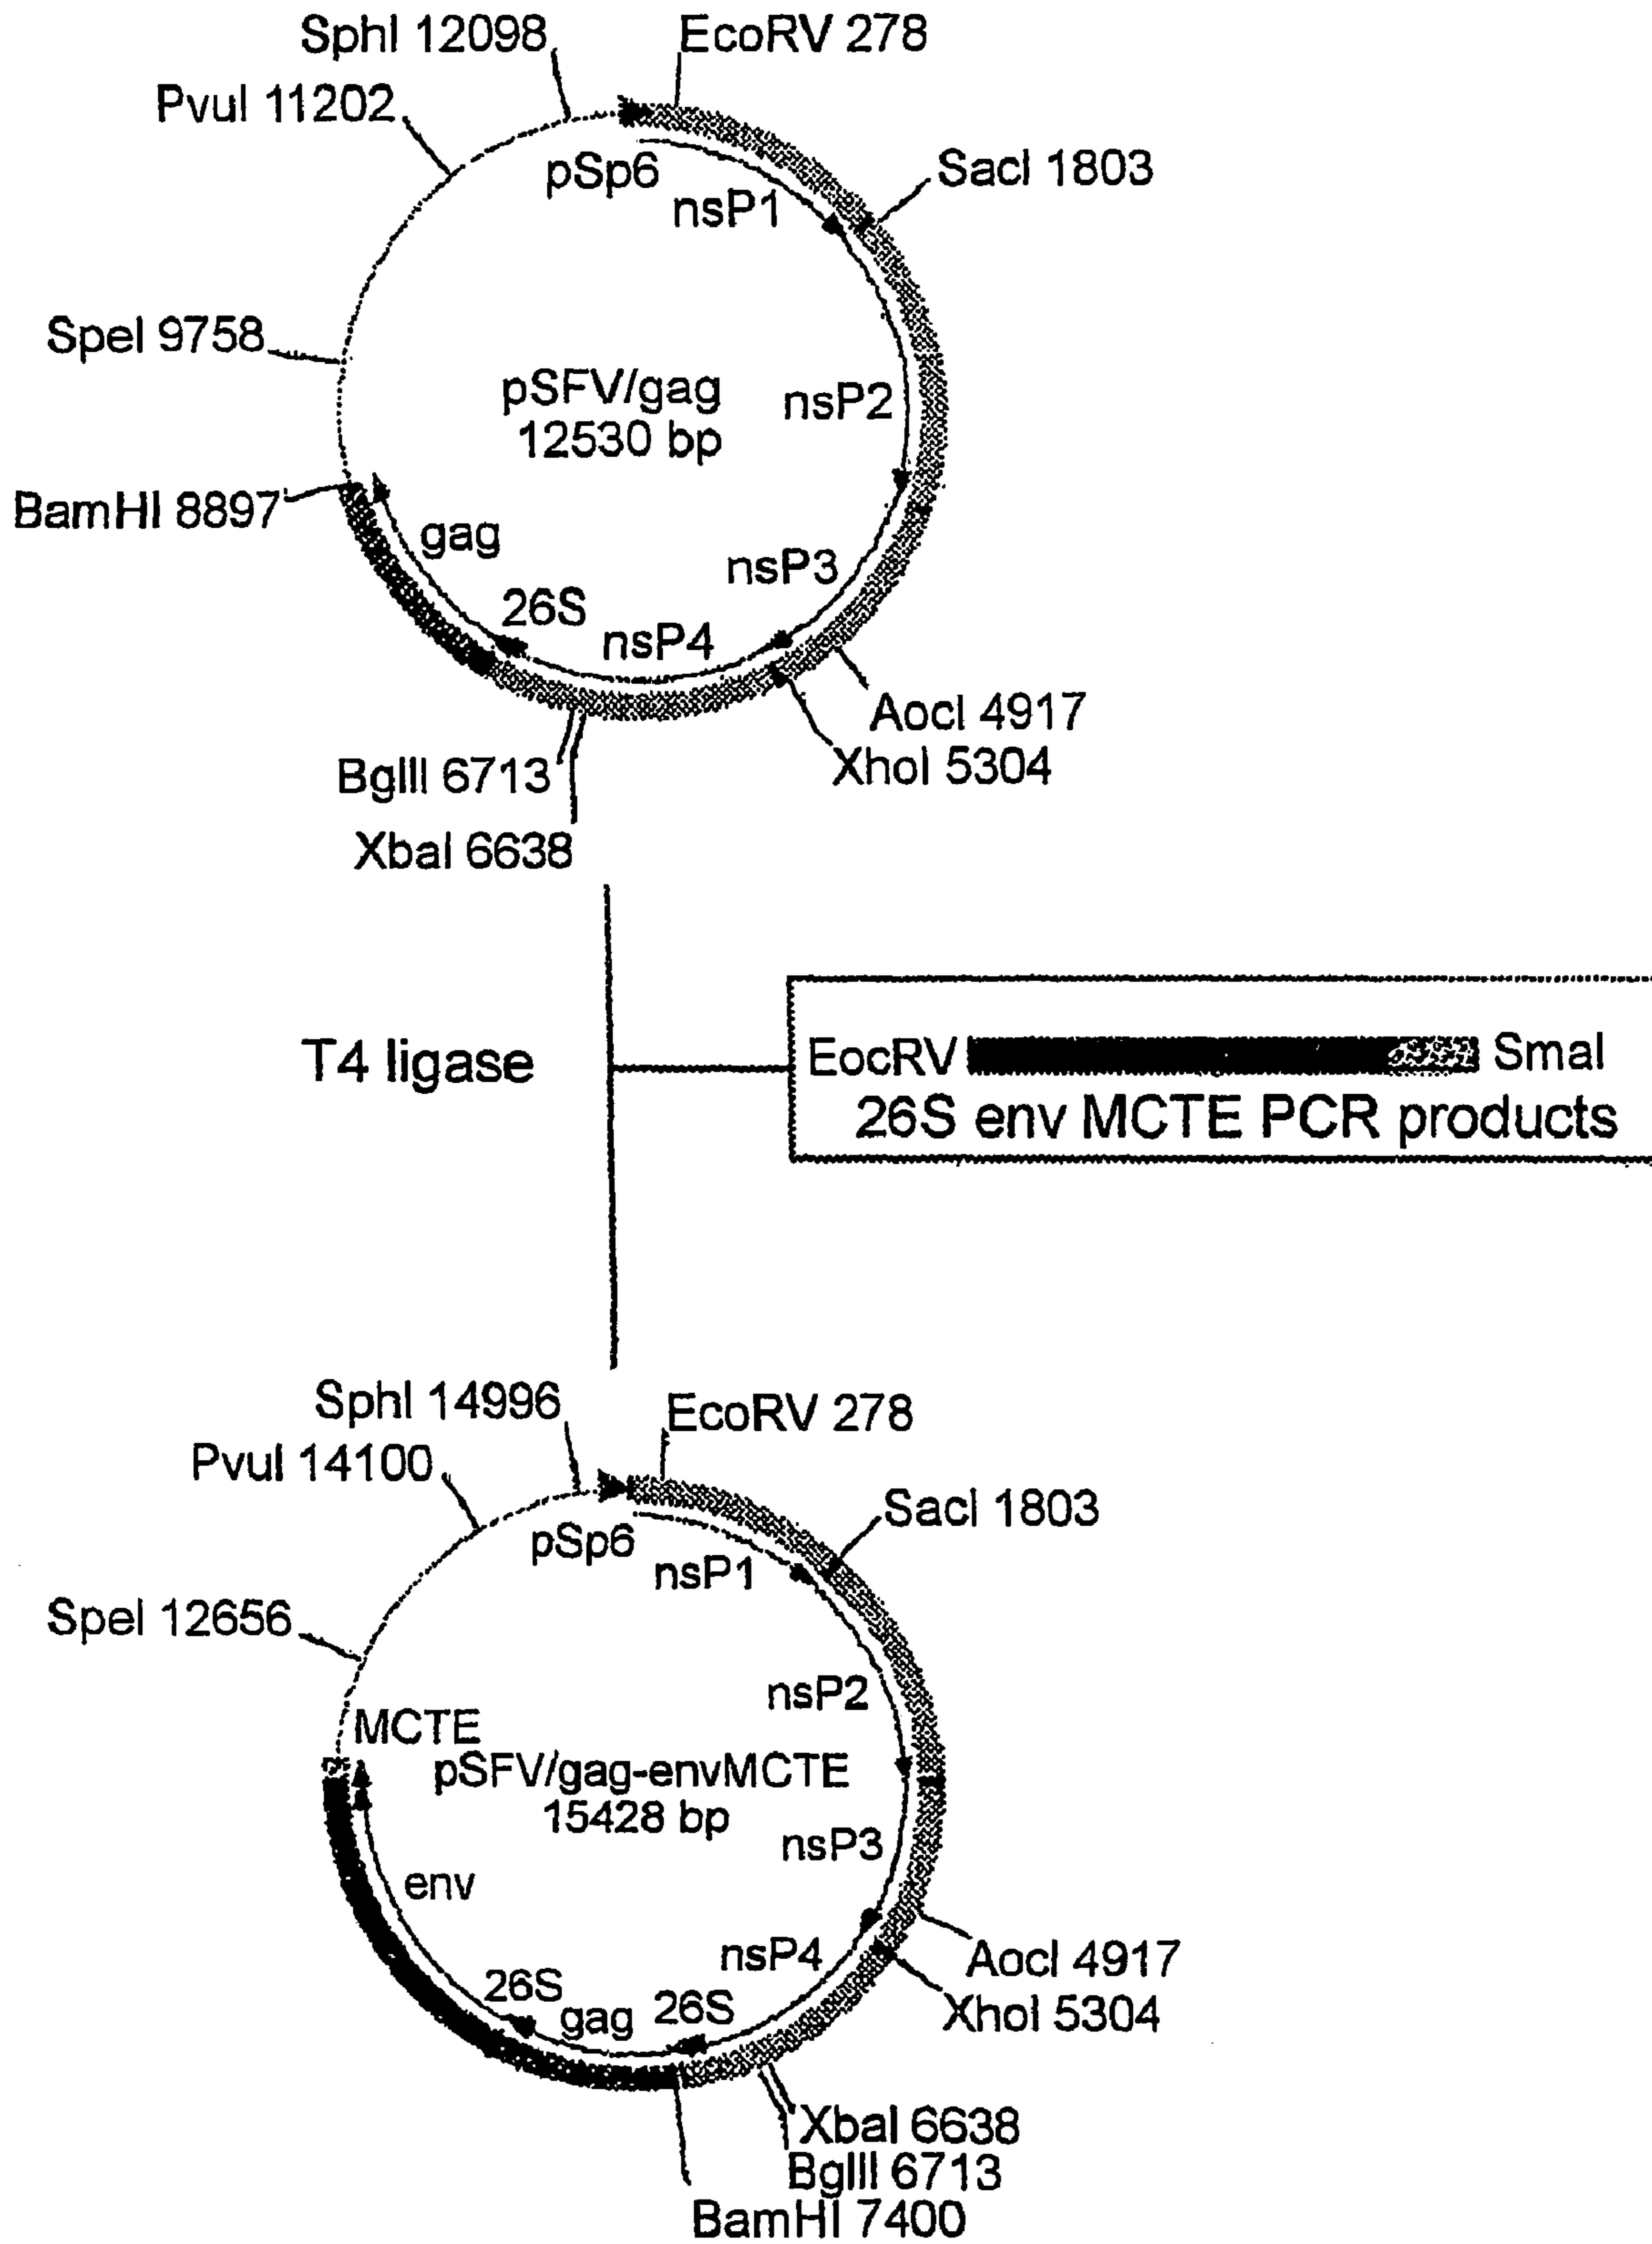 SphI 12098
EcoRV 278
PvuI 11202
SacI 1803
pSp6
nsP1
SpeI 9758
pSFV/gag
12530 bp
nsP2
BamHI 8897
gag
nsP3
26S
nsP4
AocI 4917
XhoI 5304
BglII 6713
XbaI 6638
T4 ligase
EocRV
SmaI
26S env MCTE PCR products
SphI 14996
EcoRV 278
PvuI 14100
SacI 1803
pSp6
nsP1
SpeI 12656
nsP2
MCTE
pSFV/gag-envMCTE
15428 bp
nsP3
env
nsP4
AocI 4917
26S
gag
26S
XhoI 5304
XbaI 6638
BglII 6713
BamHI 7400